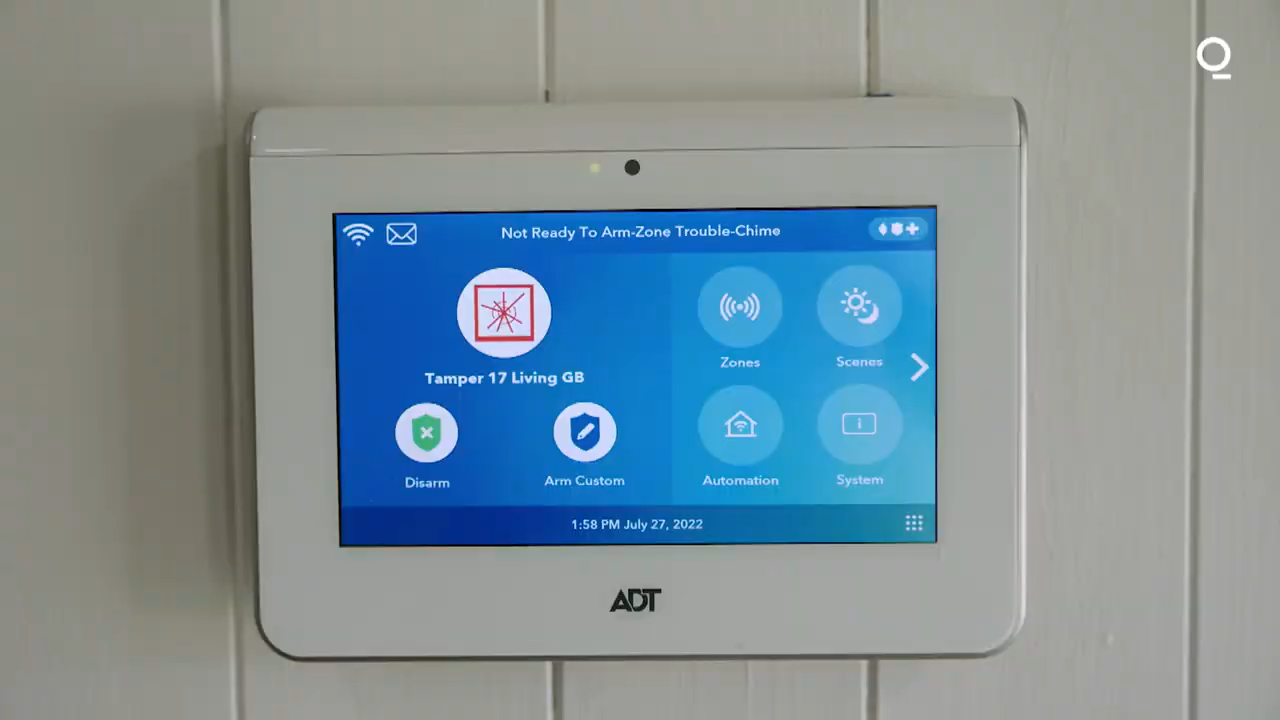 Not Ready To Arm-Zone Trouble-Chime
Tamper 17 Living GB
Disarm
Arm Custom
Zones
Scenes
Automation
System
1:58 PM July 27, 2022
ADT